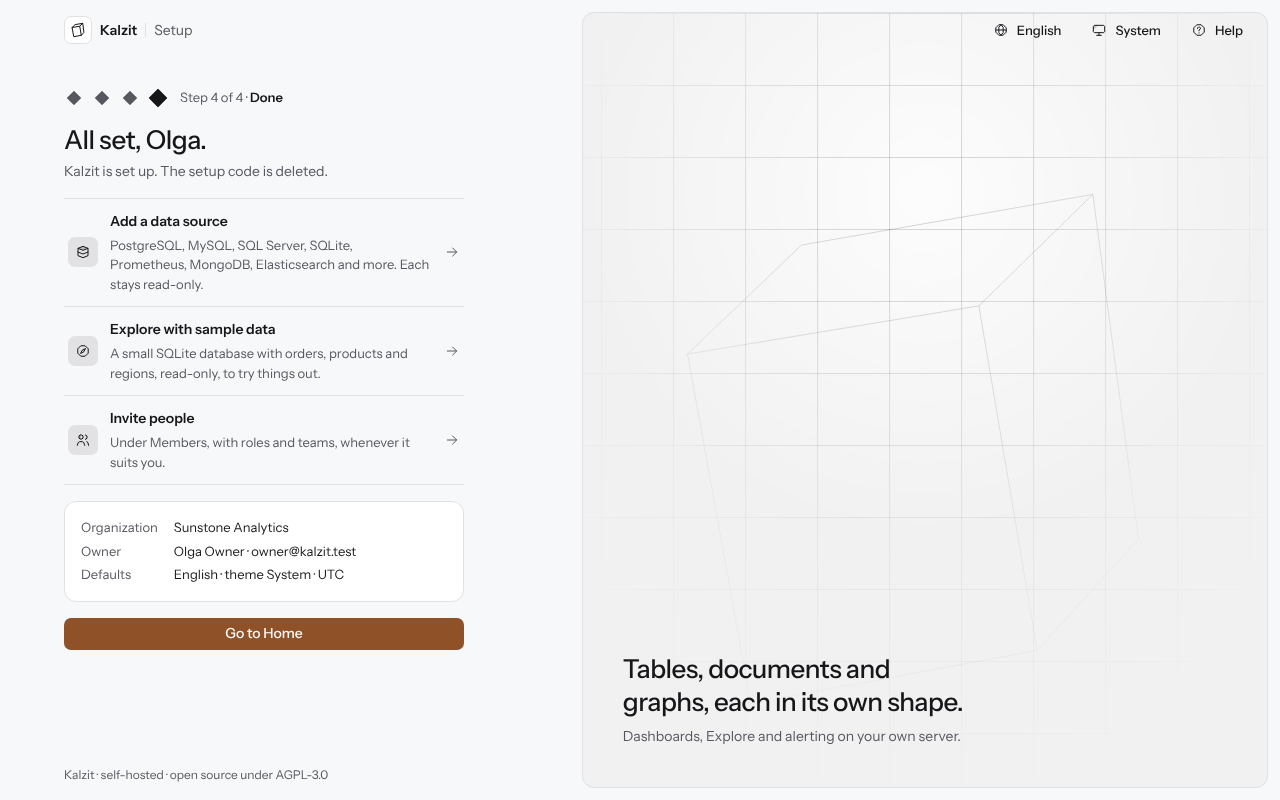 Kalzit | Setup
English
System
Help
Step 4 of 4 · Done
All set, Olga.
Kalzit is set up. The setup code is deleted.
Add a data source
PostgreSQL, MySQL, SQL Server, SQLite,
Prometheus, MongoDB, Elasticsearch and more. Each
stays read-only.
Explore with sample data
A small SQLite database with orders, products and
regions, read-only, to try things out.
Invite people
Under Members, with roles and teams, whenever it
suits you.
Organization Sunstone Analytics
Owner Olga Owner · owner@kalzit.test
Defaults English · theme System · UTC
Go to Home
Kalzit · self-hosted · open source under AGPL-3.0
Tables, documents and
graphs, each in its own shape.
Dashboards, Explore and alerting on your own server.